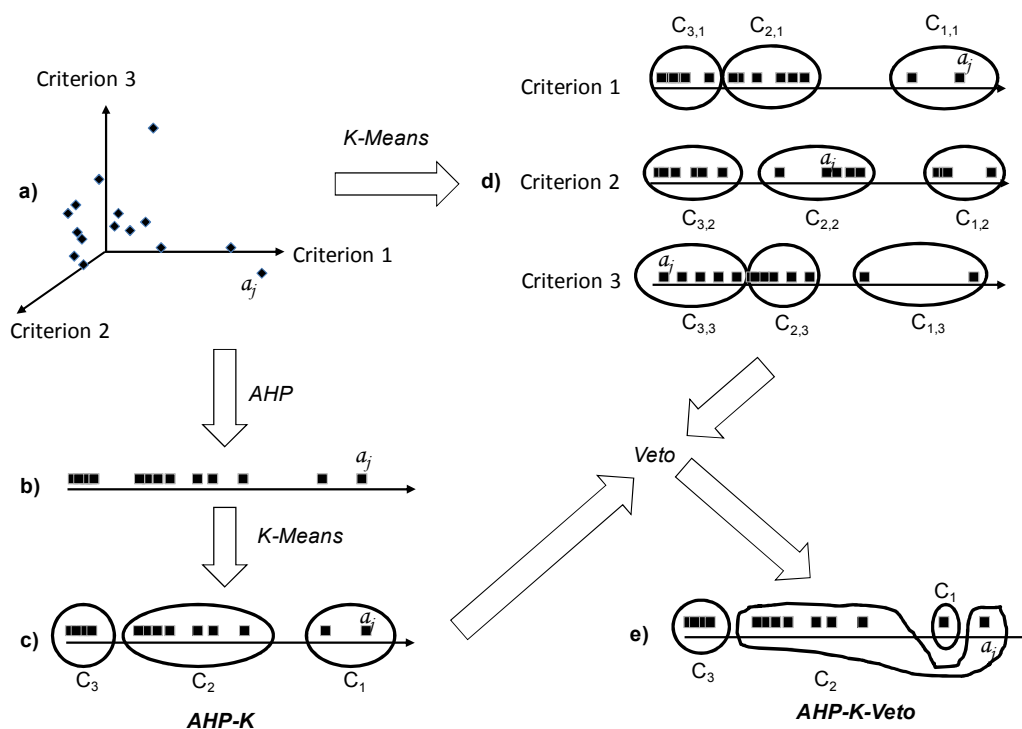 a)
Criterion 3
Criterion 1
Criterion 2
aj
K-Means
d)
C3,1 C2,1 C1,1
Criterion 1
aj
Criterion 2
aj
C3,2 C2,2 C1,2
Criterion 3
aj
C3,3 C2,3 C1,3
AHP
b)
aj
K-Means
c)
aj
C3 C2 C1
AHP-K
Veto
e)
C1
aj
C3 C2
AHP-K-Veto